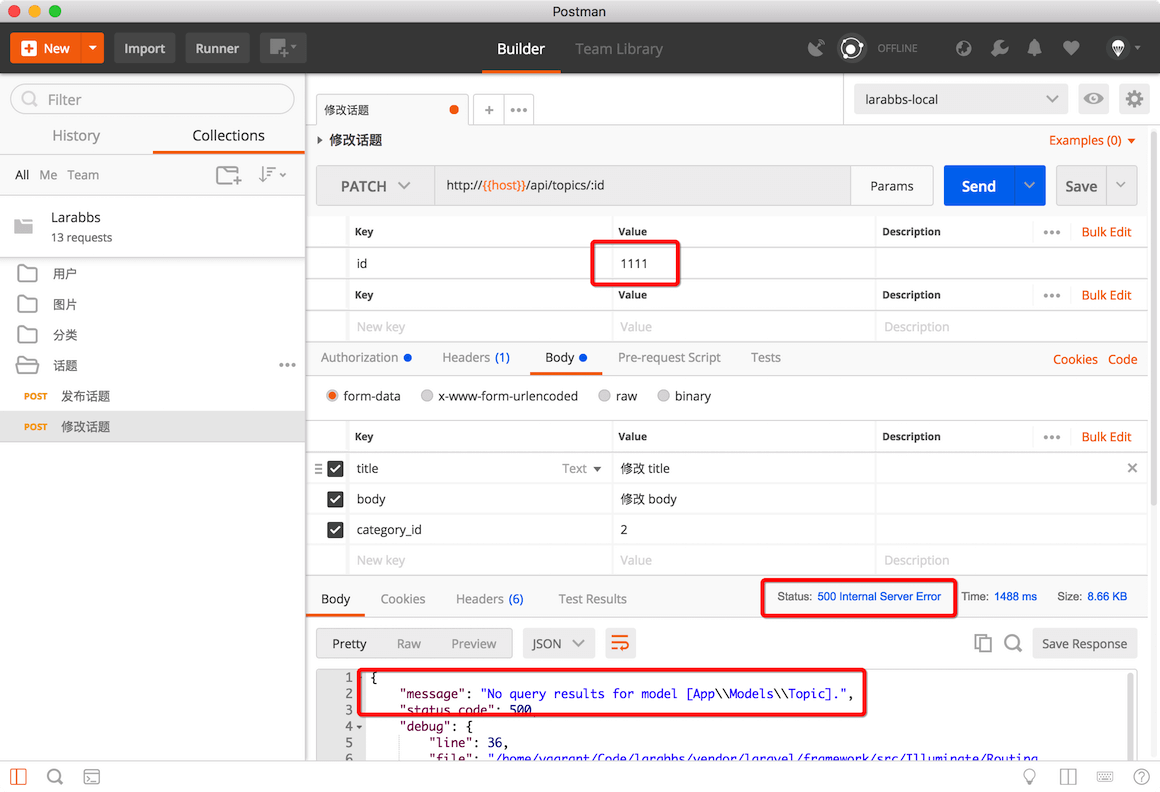 Postman
New Import Runner Builder Team Library OFFLINE
Filter
History Collections
All Me Team
Larabbs
13 requests
用户
图片
分类
话题
POST 发布话题
POST 修改话题
修改话题 + ••• larabbs-local
修改话题 Examples (0)
PATCH http://{{host}}/api/topics/:id Params Send Save
Key Value Description ••• Bulk Edit
id 1111
Key Value Description ••• Bulk Edit
New key Value Description
Authorization Headers (1) Body Pre-request Script Tests Cookies Code
form-data x-www-form-urlencoded raw binary
Key Value Description ••• Bulk Edit
title Text 修改 title
body 修改 body
category_id 2
New key Value Description
Body Cookies Headers (6) Test Results Status: 500 Internal Server Error Time: 1488 ms Size: 8.66 KB
Pretty Raw Preview JSON Save Response
1 {
2 "message": "No query results for model [App\\Models\\Topic].",
3 "status_code": 500,
4 "debug": {
5 "line": 36,
6 "file": "/home/vagrant/Code/larabbs/vendor/laravel/framework/src/Illuminate/Routing